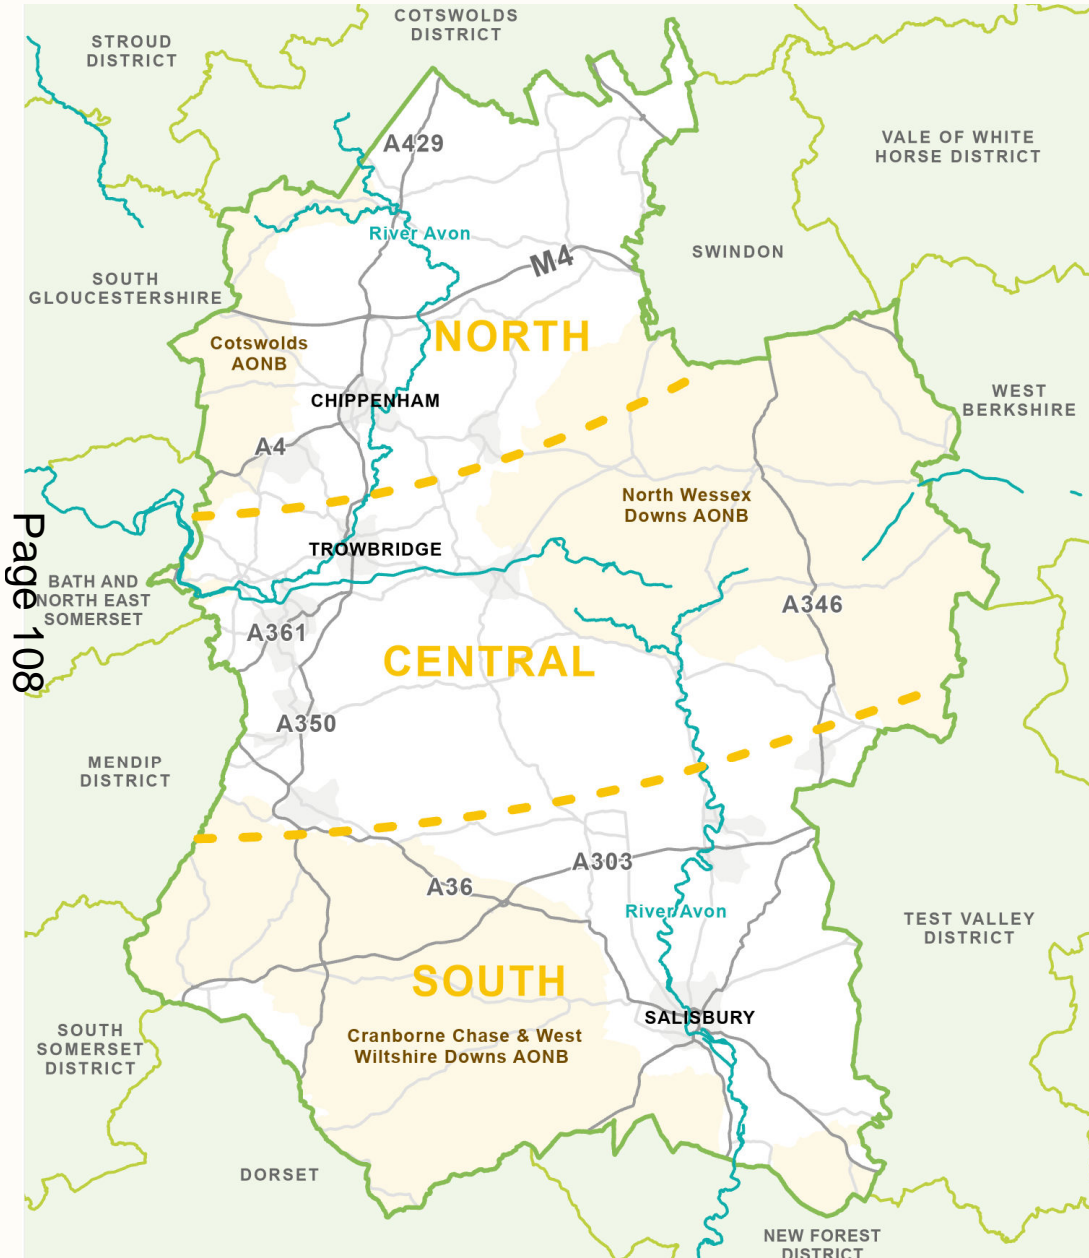 COTSWOLDS
DISTRICT
STROUD
DISTRICT
A429
VALE OF WHITE
HORSE DISTRICT
River Avon
SWINDON
M4
SOUTH
GLOUCESTERSHIRE
NORTH
Cotswolds
AONB
CHIPPENHAM
WEST
BERKSHIRE
A4
North Wessex
Downs AONB
Page 108
TROWBRIDGE
BATH AND
NORTH EAST
SOMERSET
A346
A361
CENTRAL
A350
MENDIP
DISTRICT
A303
A36
River Avon
TEST VALLEY
DISTRICT
SOUTH
SALISBURY
Cranborne Chase & West
Wiltshire Downs AONB
SOUTH
SOMERSET
DISTRICT
DORSET
NEW FOREST
DISTRICT